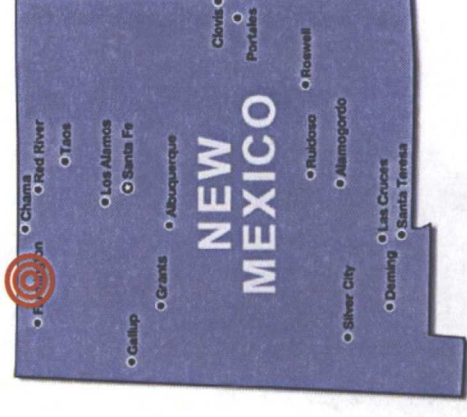 Chama
Red River
Taos
Los Alamos
Santa Fe
Albuquerque
Grants
Gallup
Clovis
Portales
Roswell
NEW
MEXICO
Ruidoso
Alamogordo
Las Cruces
Santa Teresa
Silver City
Deming